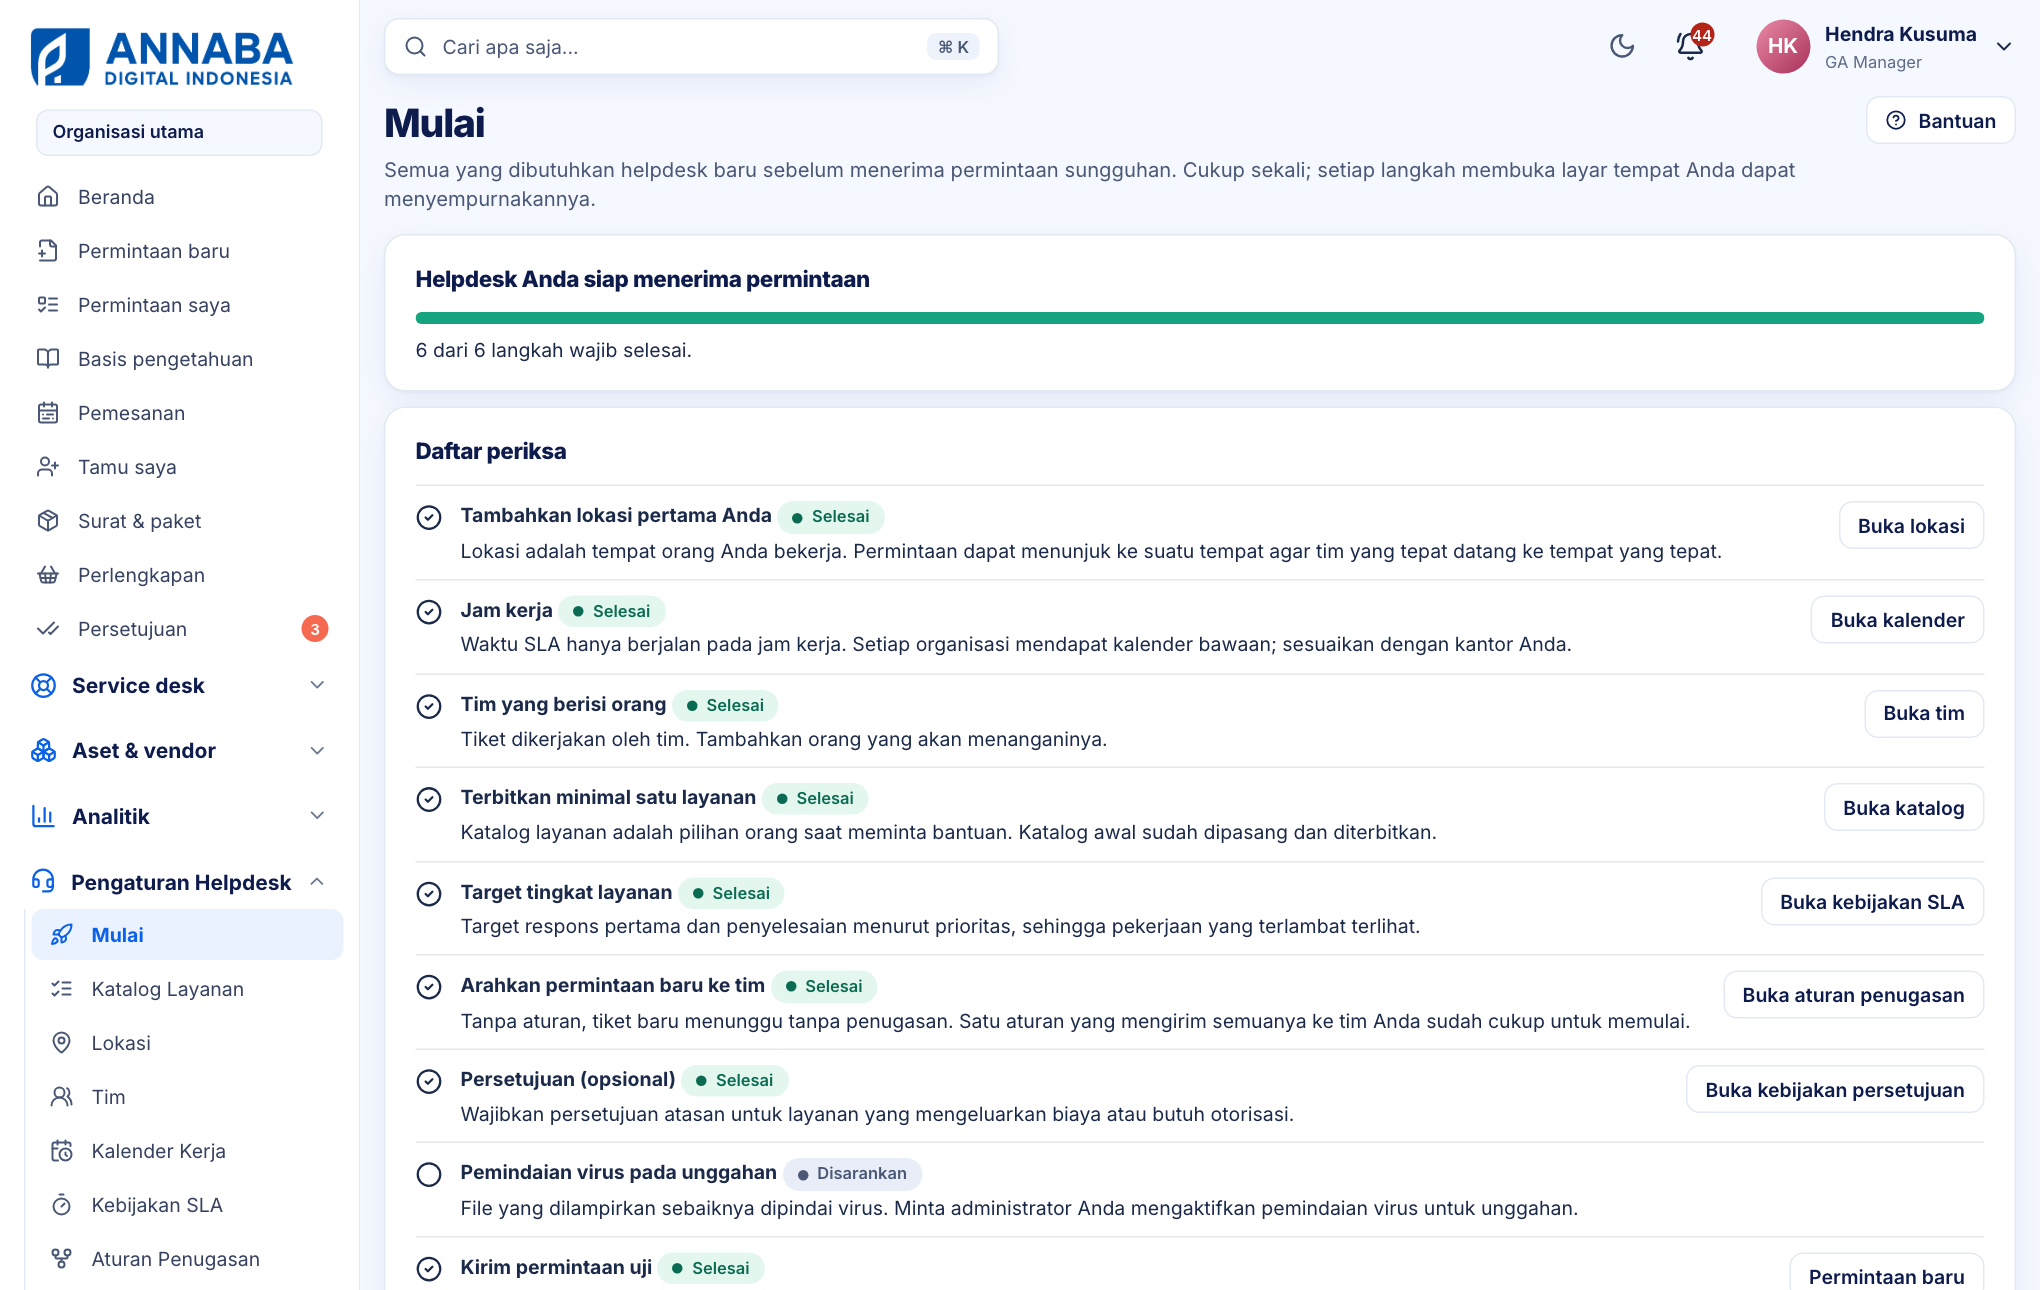 ANNABA
DIGITAL INDONESIA
Organisasi utama
Beranda
Permintaan baru
Permintaan saya
Basis pengetahuan
Pemesanan
Tamu saya
Surat & paket
Perlengkapan
Persetujuan 3
Service desk
Aset & vendor
Analitik
Pengaturan Helpdesk
Mulai
Katalog Layanan
Lokasi
Tim
Kalender Kerja
Kebijakan SLA
Aturan Penugasan
Cari apa saja... ⌘ K
44
HK
Hendra Kusuma
GA Manager
Mulai
Bantuan
Semua yang dibutuhkan helpdesk baru sebelum menerima permintaan sungguhan. Cukup sekali; setiap langkah membuka layar tempat Anda dapat
menyempurnakannya.
Helpdesk Anda siap menerima permintaan
6 dari 6 langkah wajib selesai.
Daftar periksa
Tambahkan lokasi pertama Anda Selesai
Lokasi adalah tempat orang Anda bekerja. Permintaan dapat menunjuk ke suatu tempat agar tim yang tepat datang ke tempat yang tepat.
Buka lokasi
Jam kerja Selesai
Waktu SLA hanya berjalan pada jam kerja. Setiap organisasi mendapat kalender bawaan; sesuaikan dengan kantor Anda.
Buka kalender
Tim yang berisi orang Selesai
Tiket dikerjakan oleh tim. Tambahkan orang yang akan menanganinya.
Buka tim
Terbitkan minimal satu layanan Selesai
Katalog layanan adalah pilihan orang saat meminta bantuan. Katalog awal sudah dipasang dan diterbitkan.
Buka katalog
Target tingkat layanan Selesai
Target respons pertama dan penyelesaian menurut prioritas, sehingga pekerjaan yang terlambat terlihat.
Buka kebijakan SLA
Arahkan permintaan baru ke tim Selesai
Tanpa aturan, tiket baru menunggu tanpa penugasan. Satu aturan yang mengirim semuanya ke tim Anda sudah cukup untuk memulai.
Buka aturan penugasan
Persetujuan (opsional) Selesai
Wajibkan persetujuan atasan untuk layanan yang mengeluarkan biaya atau butuh otorisasi.
Buka kebijakan persetujuan
Pemindaian virus pada unggahan Disarankan
File yang dilampirkan sebaiknya dipindai virus. Minta administrator Anda mengaktifkan pemindaian virus untuk unggahan.
Kirim permintaan uji Selesai
Permintaan baru